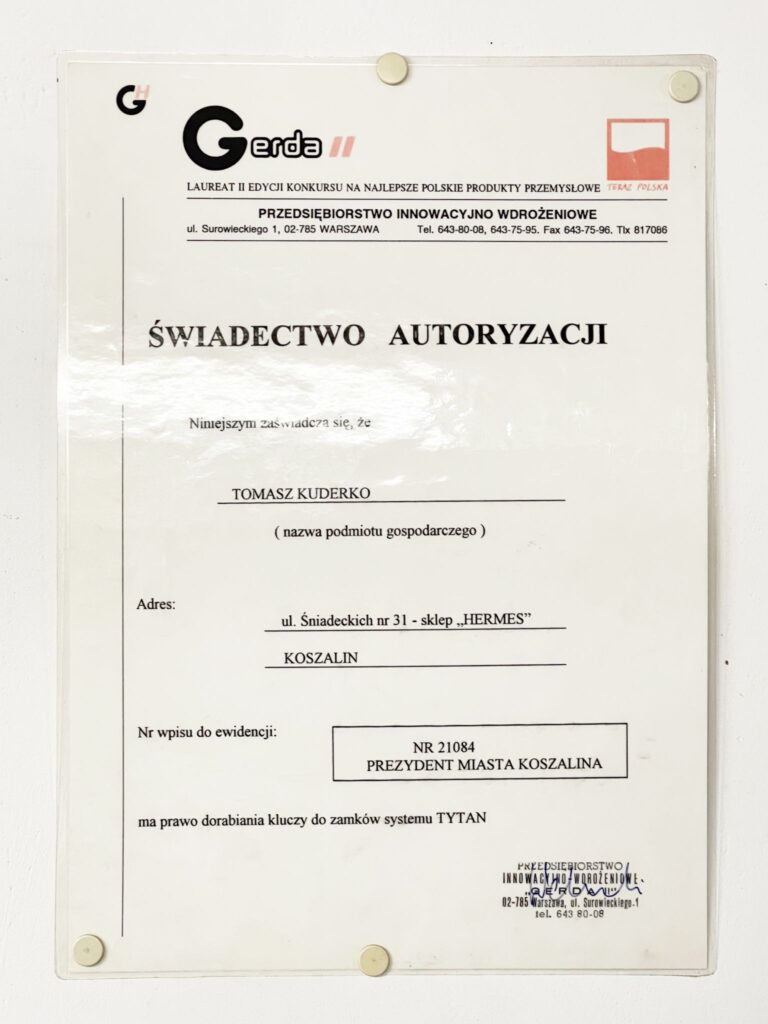 GH
Gerda II
LAUREAT II EDYCJI KONKURSU NA NAJLEPSZE POLSKIE PRODUKTY PRZEMYSŁOWE
TERAZ POLSKA
PRZEDSIĘBIORSTWO INNOWACYJNO WDROŻENIOWE
ul. Surowieckiego 1, 02-785 WARSZAWA Tel. 643-80-08, 643-75-95. Fax 643-75-96. Tlx 817086
ŚWIADECTWO AUTORYZACJI
Niniejszym zaświadcza się, że
TOMASZ KUDERKO
( nazwa podmiotu gospodarczego )
Adres:
ul. Śniadeckich nr 31 - sklep „HERMES”
KOSZALIN
Nr wpisu do ewidencji:
NR 21084
PREZYDENT MIASTA KOSZALINA
ma prawo dorabiania kluczy do zamków systemu TYTAN
PRZEDSIĘBIORSTWO
INNOWACYJNO WDROŻENIOWE
"GERDA II"
02-785 Warszawa, ul. Surowieckiego 1
tel. 643 80-08